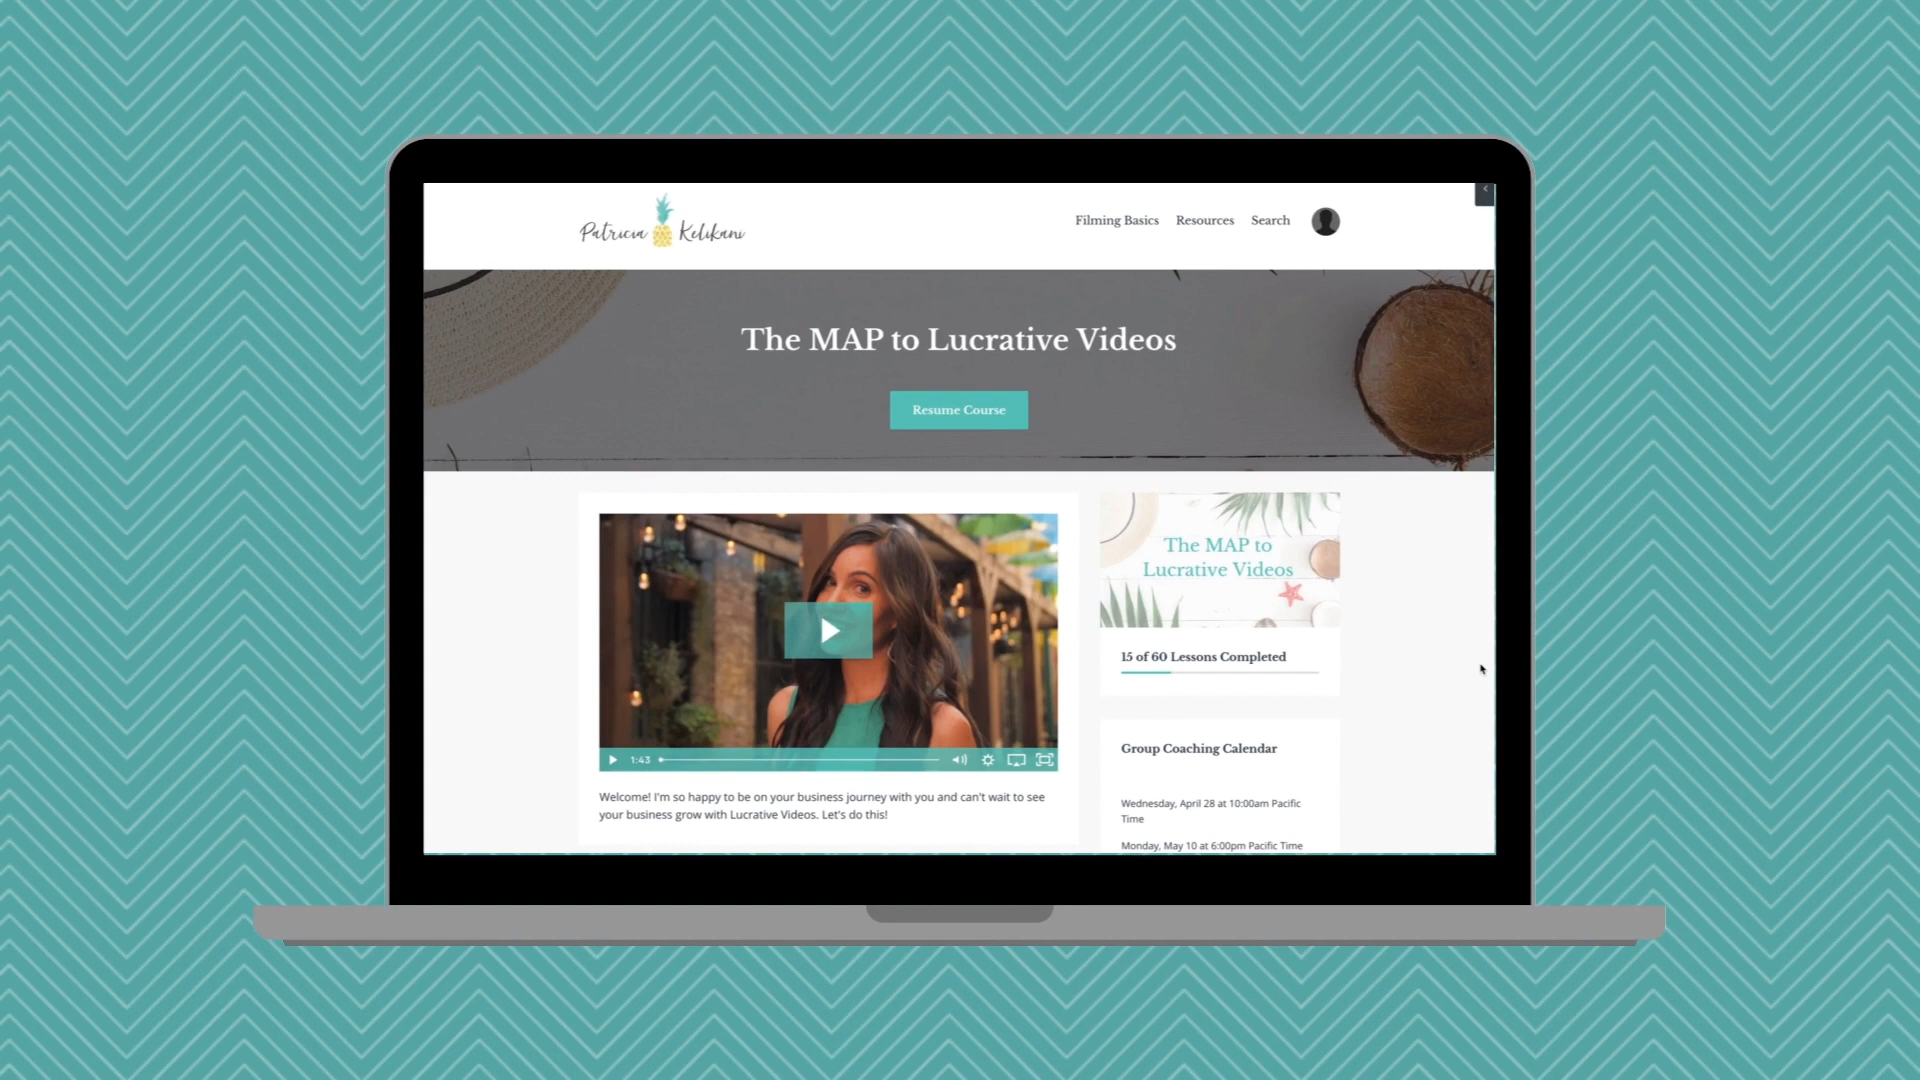 Patricia Kelikani
Filming Basics Resources Search
The MAP to Lucrative Videos
Resume Course
The MAP to
Lucrative Videos
15 of 60 Lessons Completed
1:43
Welcome! I'm so happy to be on your business journey with you and can't wait to see
your business grow with Lucrative Videos. Let's do this!
Group Coaching Calendar
Wednesday, April 28 at 10:00am Pacific
Time
Monday, May 10 at 6:00pm Pacific Time